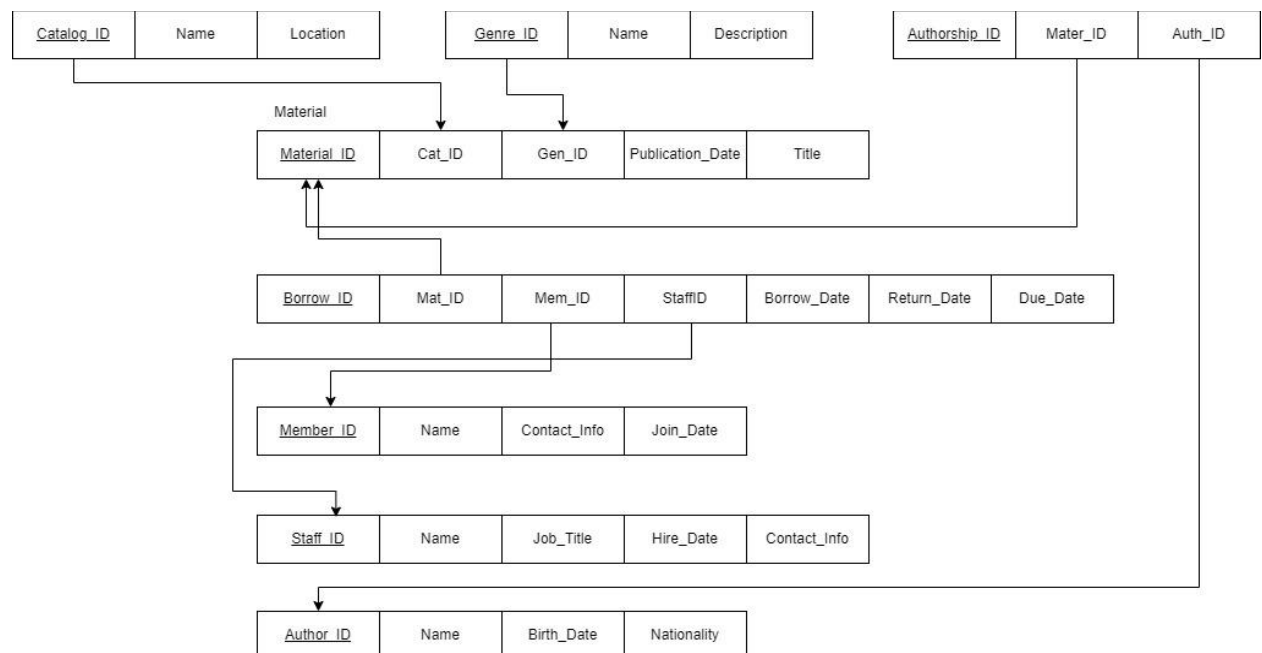 Catalog_ID Name Location Genre_ID Name Description Authorship_ID Mater_ID Auth_ID
Material
Material_ID Cat_ID Gen_ID Publication_Date Title
Borrow_ID Mat_ID Mem_ID StaffID Borrow_Date Return_Date Due_Date
Member_ID Name Contact_Info Join_Date
Staff_ID Name Job_Title Hire_Date Contact_Info
Author_ID Name Birth_Date Nationality